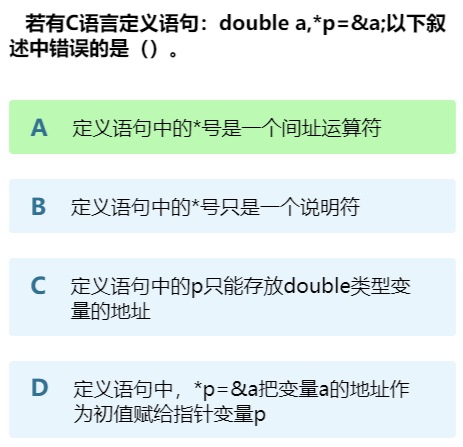 若有C语言定义语句：double a,*p=&a;以下叙
述中错误的是（）。
A 定义语句中的*号是一个间址运算符
B 定义语句中的*号只是一个说明符
C 定义语句中的p只能存放double类型变
量的地址
D 定义语句中，*p=&a把变量a的地址作
为初值赋给指针变量p